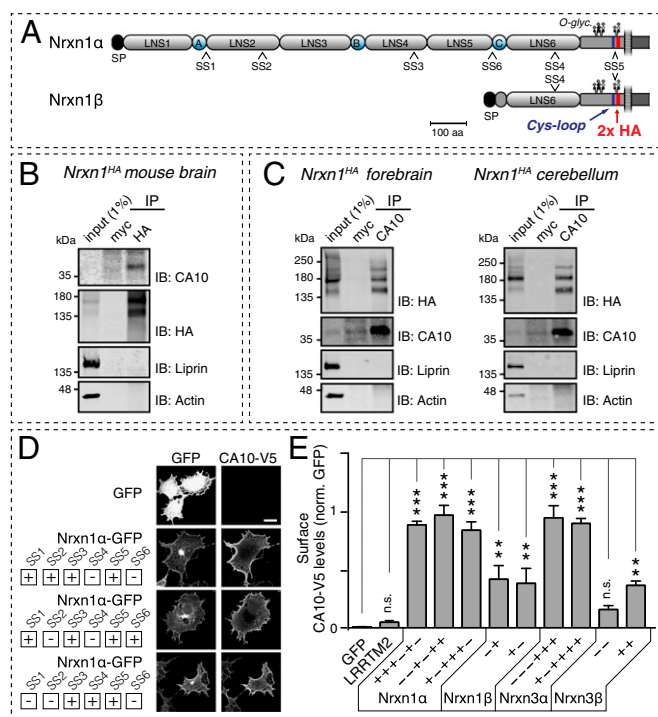 A
Nrxn1α
SP
LNS1
A
LNS2
LNS3
B
LNS4
LNS5
C
LNS6
O-glyc.
SS1
SS2
SS3
SS6
SS4
SS5
SS4
Nrxn1β
SP
LNS6
100 aa
Cys-loop
2x HA
B
Nrxn1HA mouse brain
IP
input (1%)
myc
HA
kDa
35
IB: CA10
180
135
IB: HA
135
IB: Liprin
48
IB: Actin
C
Nrxn1HA forebrain
IP
input (1%)
myc
CA10
kDa
250
180
135
IB: HA
35
IB: CA10
135
IB: Liprin
48
IB: Actin
Nrxn1HA cerebellum
IP
input (1%)
myc
CA10
kDa
250
180
135
IB: HA
35
IB: CA10
135
IB: Liprin
48
IB: Actin
D
GFP CA10-V5
GFP
Nrxn1α-GFP
SS1 SS2 SS3 SS4 SS5 SS6
+ + + - + -
Nrxn1α-GFP
SS1 SS2 SS3 SS4 SS5 SS6
+ - + - + +
Nrxn1α-GFP
SS1 SS2 SS3 SS4 SS5 SS6
- - + + + -
E
Surface
CA10-V5 levels (norm. GFP)
1
0
n.s.
***
***
***
**
**
***
***
n.s.
**
GFP
LRRTM2
Nrxn1α
Nrxn1β
Nrxn3α
Nrxn3β